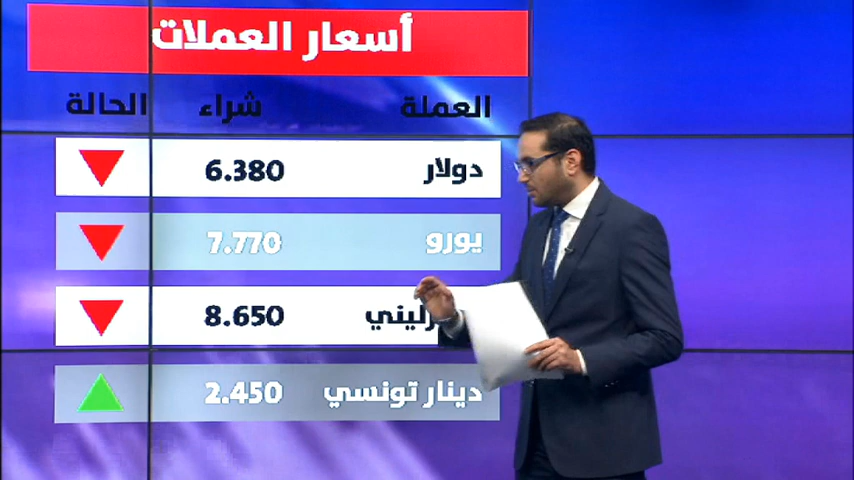 أسعار العملات
العملة شراء الحالة
دولار 6.380
يورو 7.770
8.650
دينار تونسي 2.450